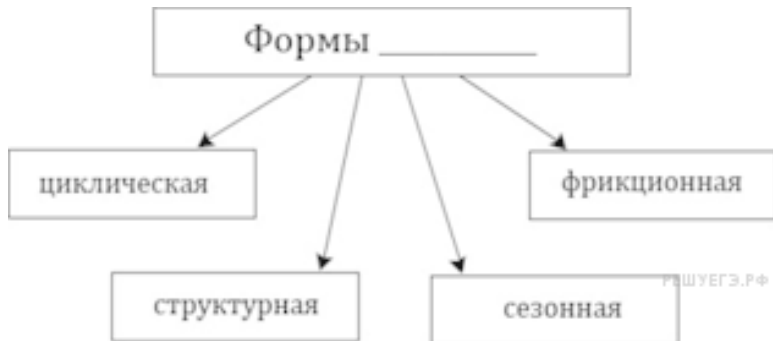 Формы
циклическая
фрикционная
структурная
сезонная
РЕШУЕГЭ.РФ